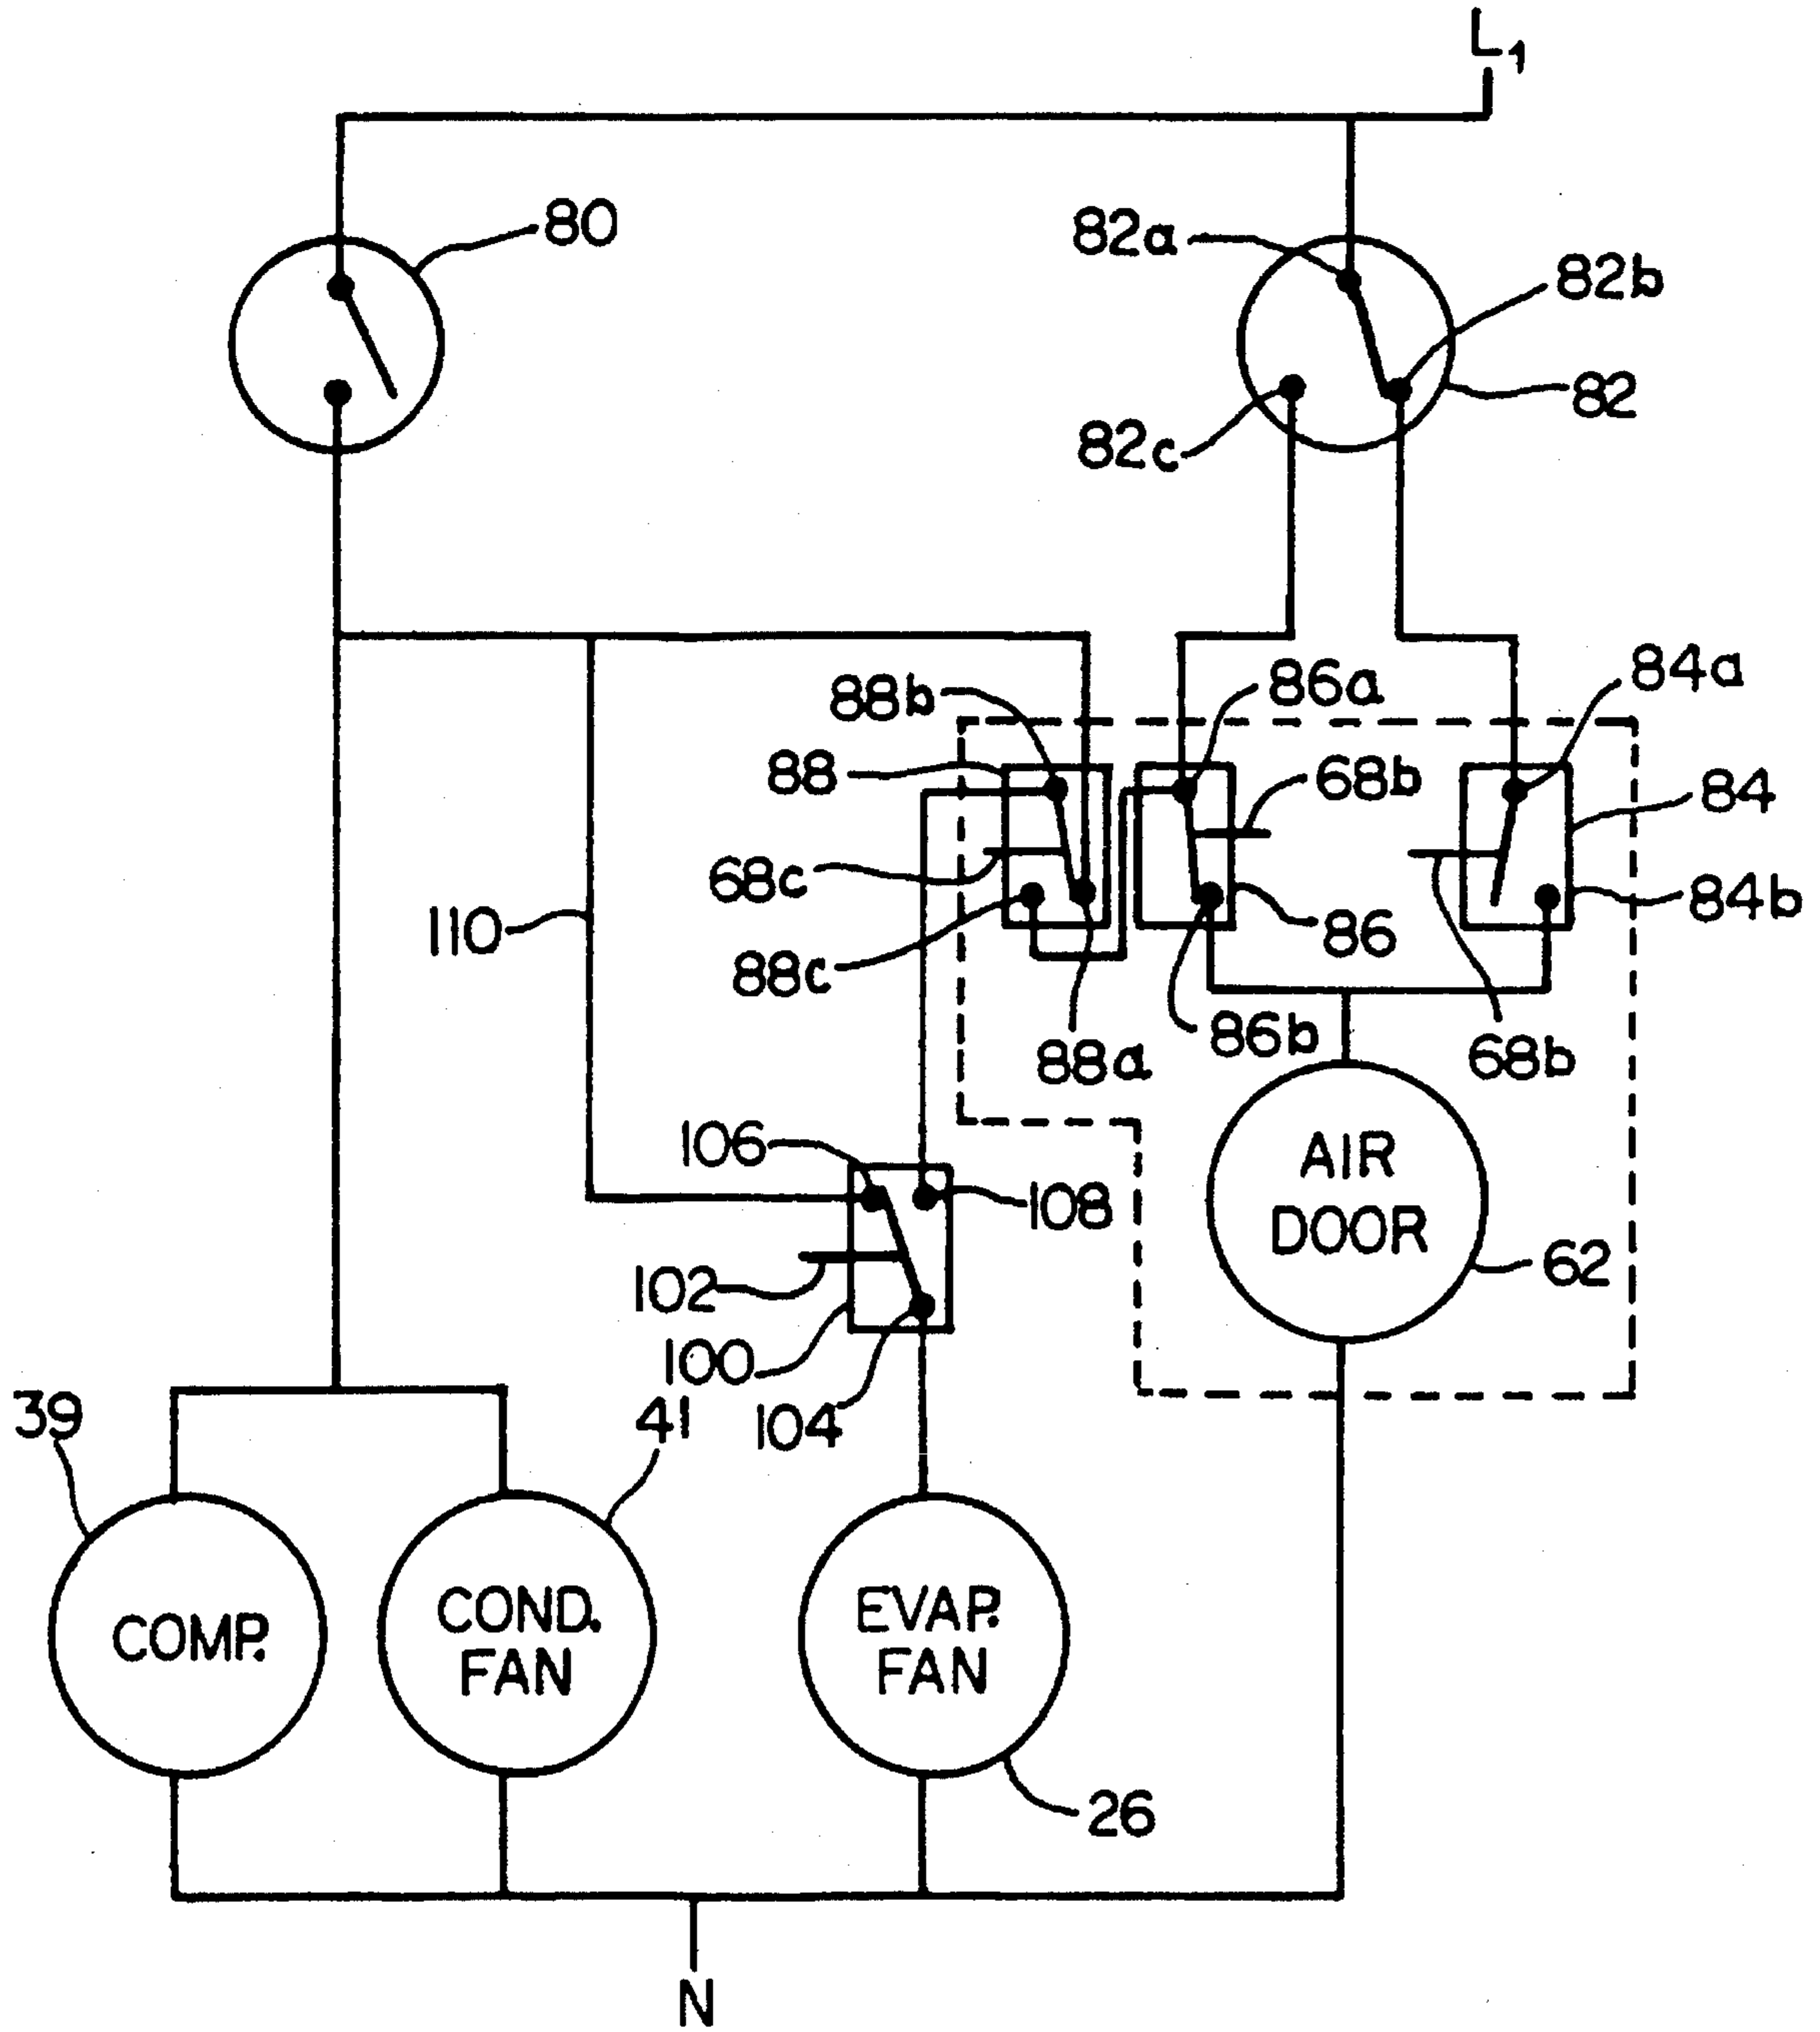 L1
80
82a
82b
82
82c
88b
86a
84a
88
68b
84
68c
84b
110
86
88c
86b
88a
68b
106
108
AIR
DOOR
62
102
100
104
39
41
COMP.
COND.
FAN
EVAP.
FAN
26
N